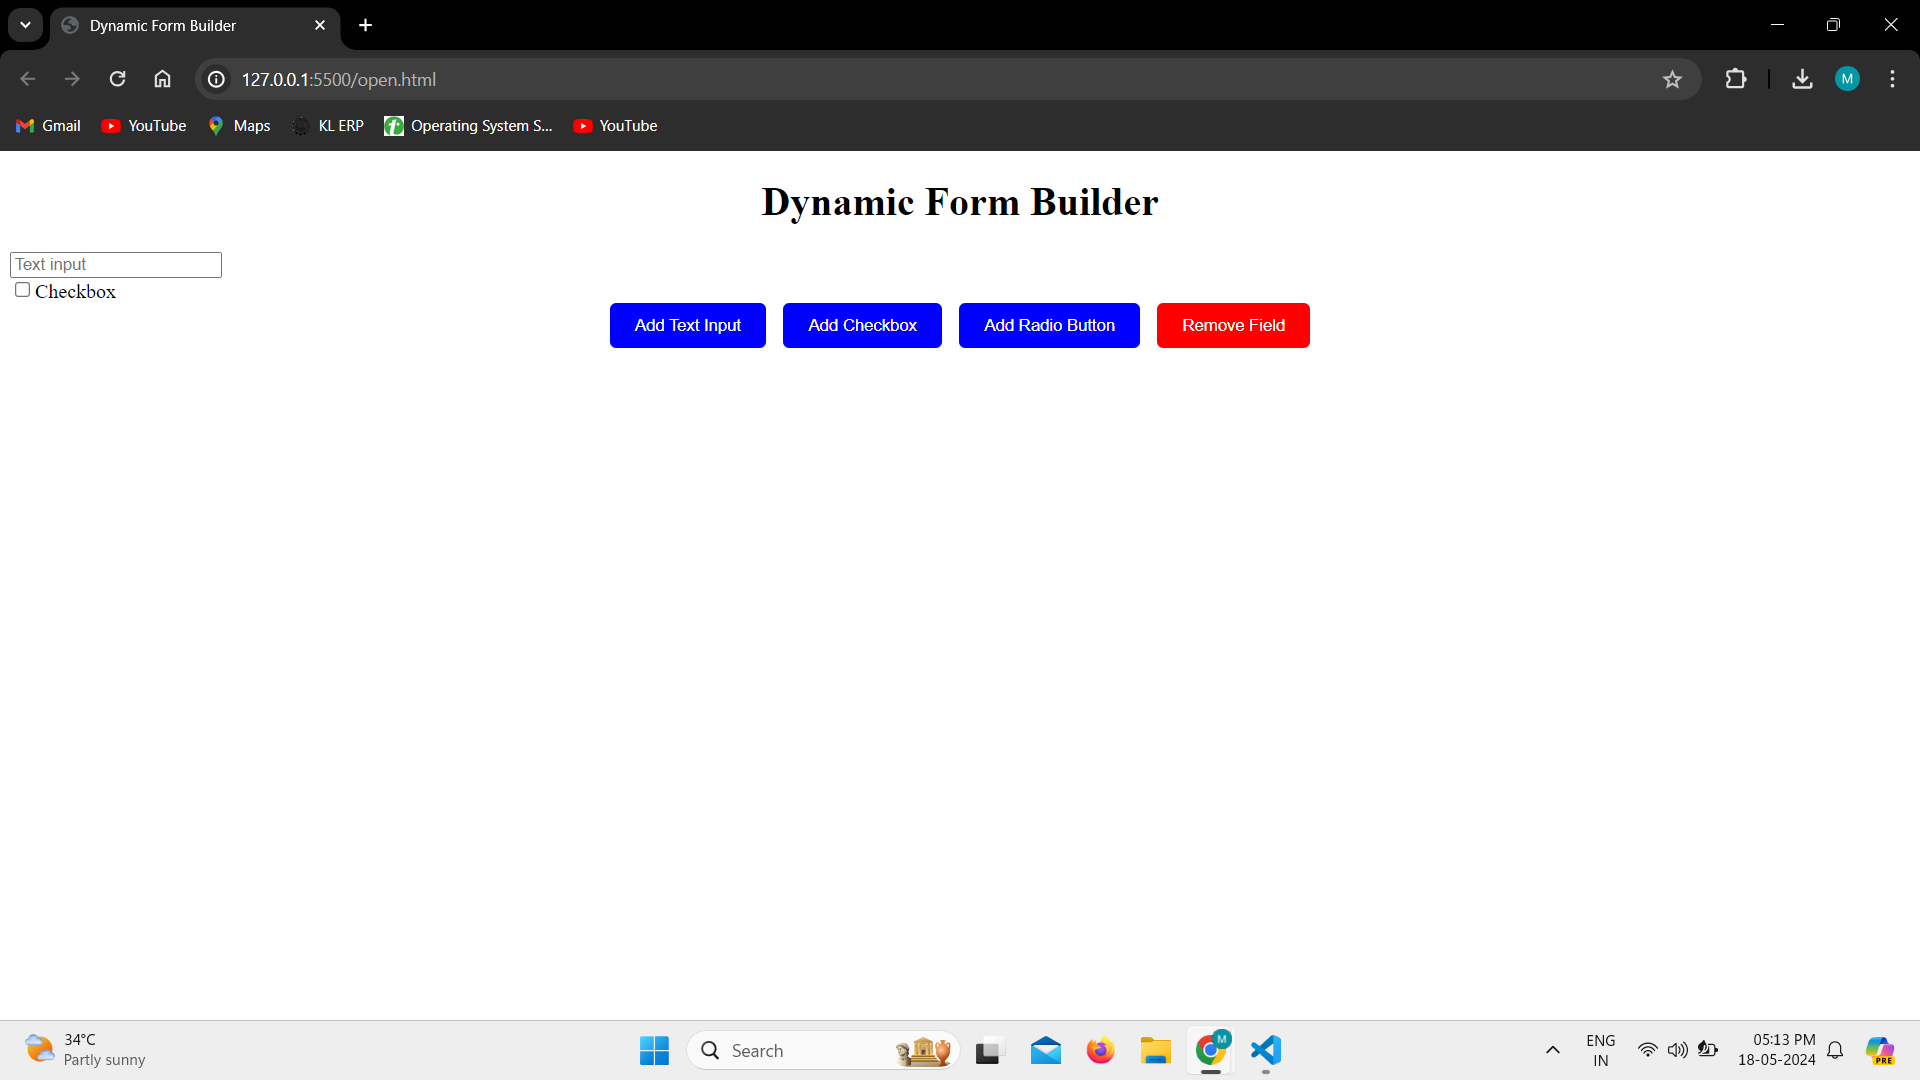 Dynamic Form Builder
127.0.0.1:5500/open.html
M
Gmail YouTube Maps KL ERP Operating System S... YouTube
Dynamic Form Builder
Text input
Checkbox
Add Text Input Add Checkbox Add Radio Button Remove Field
34°C
Partly sunny
Search
M
ENG
IN
05:13 PM
18-05-2024
PRE